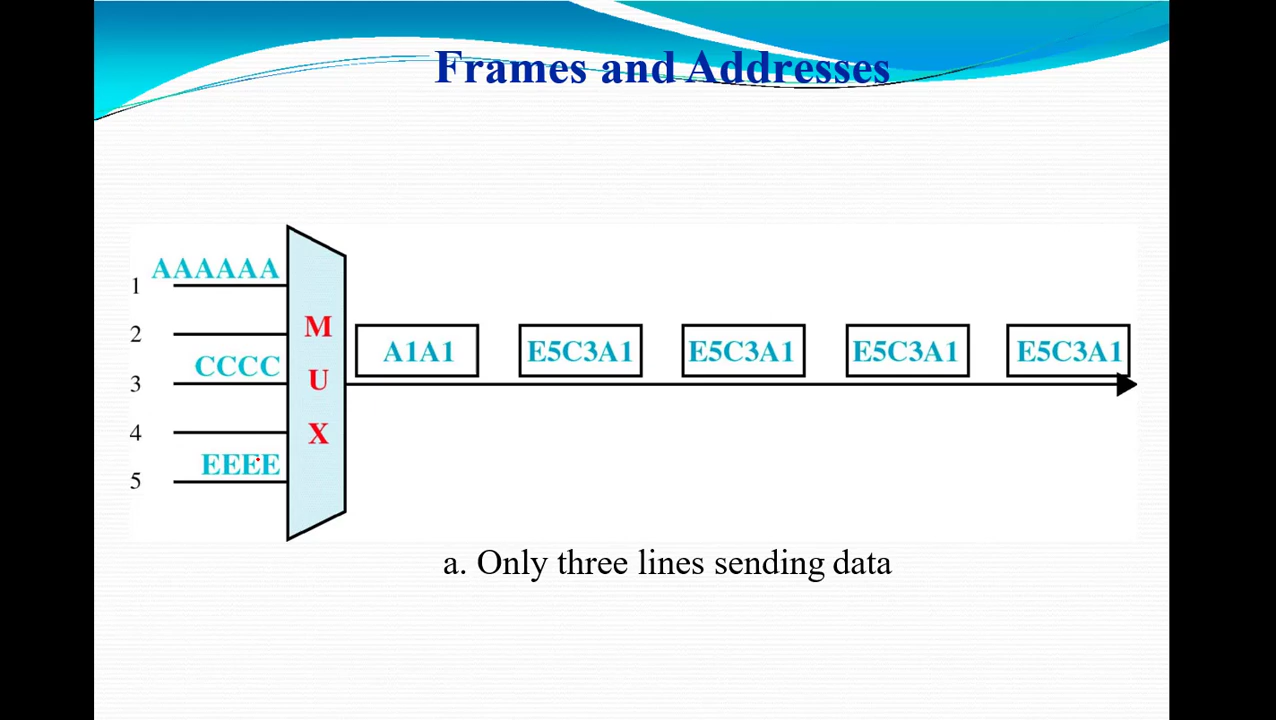 Frames and Addresses
AAAAAA
1
2
CCCC
3
4
EEEE
5
M
U
X
A1A1 E5C3A1 E5C3A1 E5C3A1 E5C3A1
a. Only three lines sending data